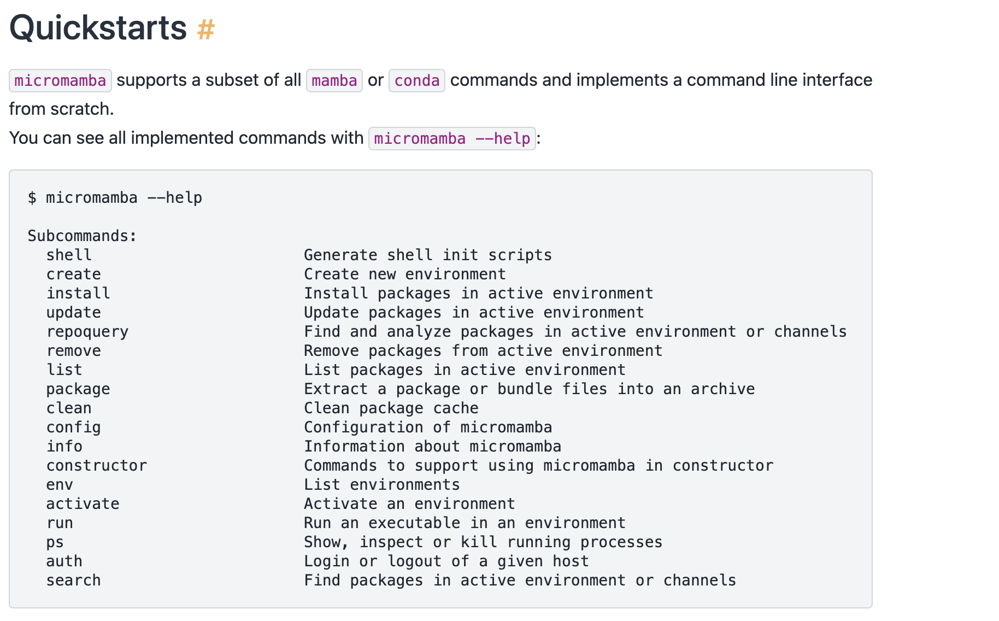 Quickstarts #
micromamba supports a subset of all mamba or conda commands and implements a command line interface
from scratch.
You can see all implemented commands with micromamba --help:
$ micromamba --help
Subcommands:
shell Generate shell init scripts
create Create new environment
install Install packages in active environment
update Update packages in active environment
repoquery Find and analyze packages in active environment or channels
remove Remove packages from active environment
list List packages in active environment
package Extract a package or bundle files into an archive
clean Clean package cache
config Configuration of micromamba
info Information about micromamba
constructor Commands to support using micromamba in constructor
env List environments
activate Activate an environment
run Run an executable in an environment
ps Show, inspect or kill running processes
auth Login or logout of a given host
search Find packages in active environment or channels